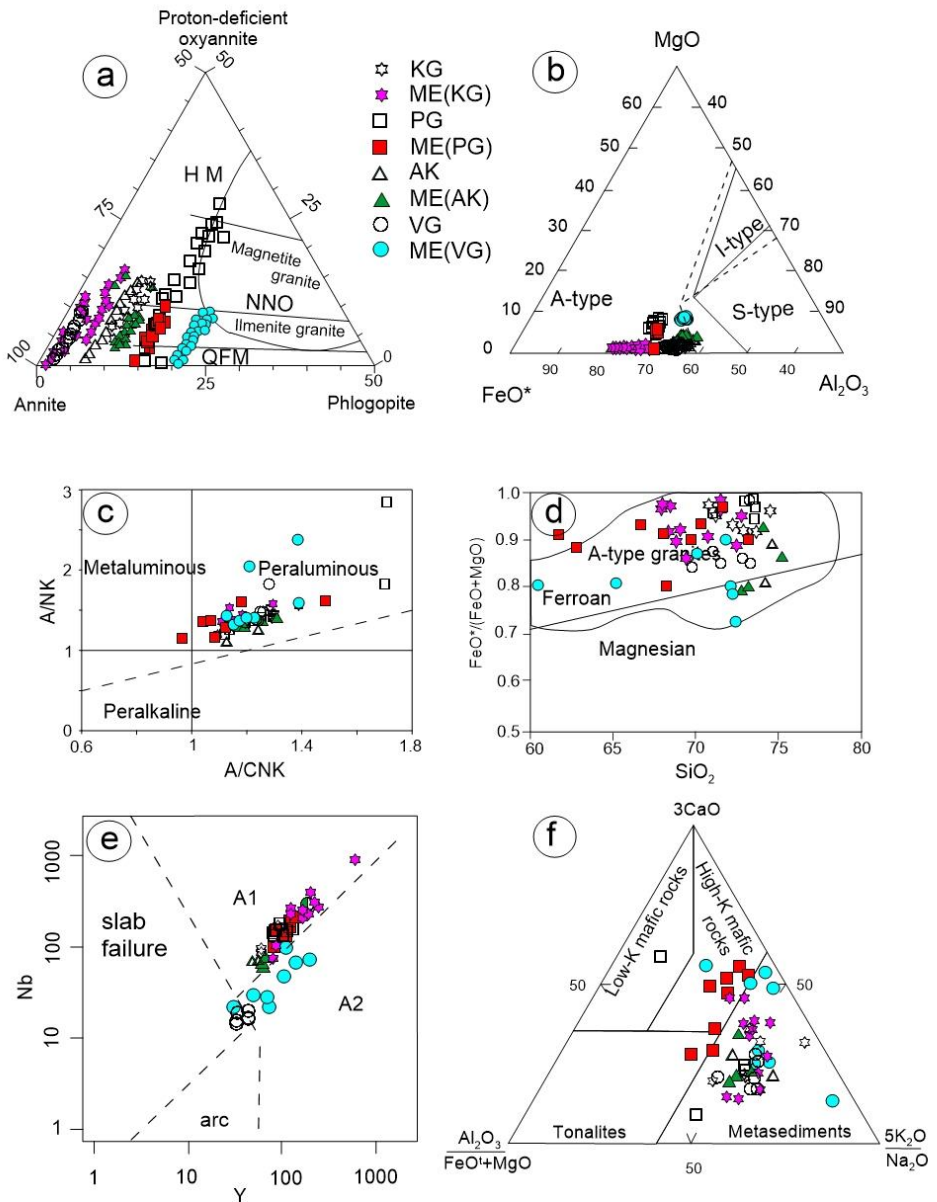 Proton-deficient
oxyannite
a
50
50
H M
75
25
Magnetite
granite
NNO
Ilmenite granite
QFM
100
0
0
25
50
Annite
Phlogopite
KG
ME(KG)
PG
ME(PG)
AK
ME(AK)
VG
ME(VG)
b
MgO
60
40
50
50
40
60
I-type
30
70
20
80
A-type
S-type
10
90
0
90
80
70
60
50
40
30
FeO*
Al2O3
c
A/NK
3
2
1
0
Metaluminous
Peraluminous
Peralkaline
0.6
1
1.4
1.8
A/CNK
d
FeO*/(FeO+MgO)
1.0
0.9
0.8
0.7
0.5
A-type granites
Ferroan
Magnesian
60
65
70
75
80
SiO2
e
Nb
1000
100
10
1
slab
failure
A1
A2
arc
1
10
100
1000
Y
f
3CaO
Low-K mafic rocks
High-K mafic
rocks
50
50
Tonalites
Metasediments
50
Al2O3
FeOt+MgO
5K2O
Na2O